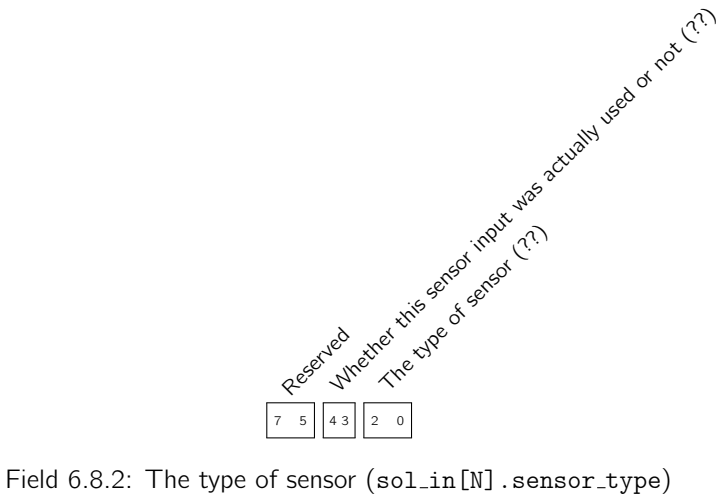 Reserved
Whether this sensor input was actually used or not (??)
The type of sensor (??)
7 5 4 3 2 0
Field 6.8.2: The type of sensor (sol_in[N].sensor_type)